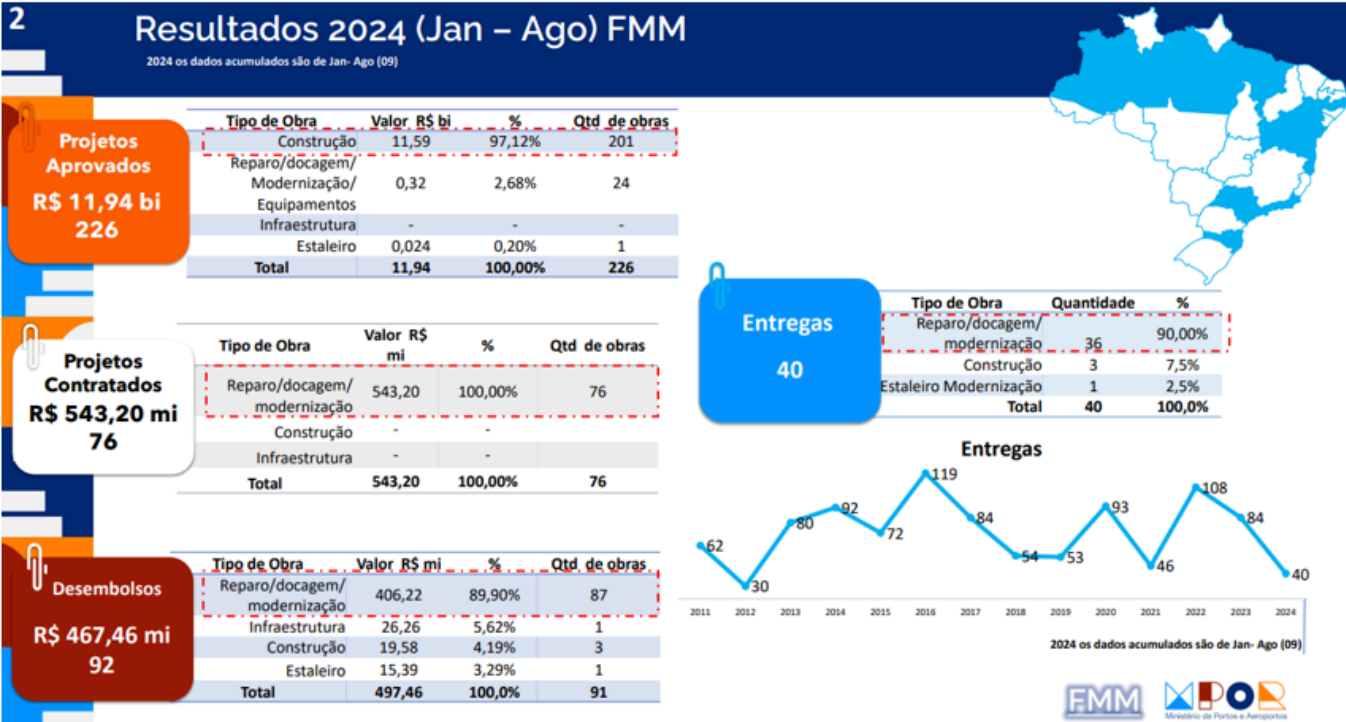 2
Resultados 2024 (Jan – Ago) FMM
2024 os dados acumulados são de Jan- Ago (09)
Projetos
Aprovados
R$ 11,94 bi
226
Tipo de Obra Valor R$ bi % Qtd de obras
Construção 11,59 97,12% 201
Reparo/docagem/
Modernização/ 0,32 2,68% 24
Equipamentos
Infraestrutura - - -
Estaleiro 0,024 0,20% 1
Total 11,94 100,00% 226
Projetos
Contratados
R$ 543,20 mi
76
Tipo de Obra Valor R$ % Qtd de obras
mi
Reparo/docagem/ 543,20 100,00% 76
modernização
Construção - -
Infraestrutura - -
Total 543,20 100,00% 76
Desembolsos
R$ 467,46 mi
92
Tipo de Obra Valor R$ mi % Qtd de obras
Reparo/docagem/ 406,22 89,90% 87
modernização
Infraestrutura 26,26 5,62% 1
Construção 19,58 4,19% 3
Estaleiro 15,39 3,29% 1
Total 497,46 100,0% 91
Entregas
40
Tipo de Obra Quantidade %
Reparo/docagem/ 90,00%
modernização 36
Construção 3 7,5%
Estaleiro Modernização 1 2,5%
Total 40 100,0%
Entregas
62 30 80 92 72 119 84 54 53 93 46 108 84 40
2011 2012 2013 2014 2015 2016 2017 2018 2019 2020 2021 2022 2023 2024
2024 os dados acumulados são de Jan- Ago (09)
FMM
MPOR
Ministério de Portos e Aeroportos